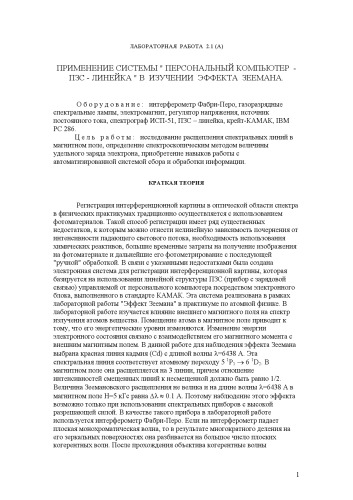 ЛАБОРАТОРНАЯ РАБОТА 2.1 (А)
ПРИМЕНЕНИЕ СИСТЕМЫ " ПЕРСОНАЛЬНЫЙ КОМПЬЮТЕР -
ПЗС - ЛИНЕЙКА " В ИЗУЧЕНИИ ЭФФЕКТА ЗЕЕМАНА.
О б о р у д о в а н и е : интерферометр Фабри-Перо, газоразрядные
спектральные лампы, электромагнит, регулятор напряжения, источник
постоянного тока, спектрограф ИСП-51, ПЗС – линейка, крейт-КАМАК, IBM
PC 286.
Ц е л ь р а б о т ы : исследование расщепления спектральных линий в
магнитном поле, определение спектроскопическим методом величины
удельного заряда электрона, приобретение навыков работы с
автоматизированной системой сбора и обработки информации.
КРАТКАЯ ТЕОРИЯ
Регистрация интерференционной картины в оптической области спектра
в физических практикумах традиционно осуществляется с использованием
фотоматериалов. Такой способ регистрации имеет ряд существенных
недостатков, к которым можно отнести нелинейную зависимость почернения от
интенсивности падающего светового потока, необходимость использования
химических реактивов, большие временные затраты на получение изображения
на фотоматериале и дальнейшие его фотометрирование с последующей
"ручной" обработкой. В связи с указанными недостатками была создана
электронная система для регистрации интерференционной картины, которая
базируется на использовании линейной структуры ПЗС (прибор с зарядовой
связью) управляемой от персонального компьютера посредством электронного
блока, выполненного в стандарте КАМАК. Эта система реализована в рамках
лабораторной работы "Эффект Зеемана" в практикуме по атомной физике. В
лабораторной работе изучается влияние внешнего магнитного поля на спектр
излучения атомов вещества. Помещение атома в магнитное поле приводит к
тому, что его энергетические уровни изменяются. Изменение энергии
электронного состояния связано с взаимодействием его магнитного момента с
внешним магнитным полем. В данной работе для наблюдения эффекта Зеемана
выбрана красная линия кадмия (Cd) с длиной волны λ=6438 А. Эта
спектральная линия соответствует атомному переходу 5 ¹P₁ → 6 ¹D₂. В
магнитном поле она расщепляется на 3 линии, причем отношение
интенсивностей смещенных линий к несмещенной должно быть равно 1/2.
Величина Зеемановского расщепления не велика и на длине волны λ=6438 А в
магнитном поле H=5 кГс равна Δλ ≈ 0.1 А. Поэтому наблюдение этого эффекта
возможно только при использовании спектральных приборов с высокой
разрешающей силой. В качестве такого прибора в лабораторной работе
используется интерферометр Фабри-Перо. Если на интерферометр падает
плоская монохроматическая волна, то в результате многократного деления на
его зеркальных поверхностях она разбивается на большое число плоских
когерентных волн. После прохождения объектива когерентные волны
1